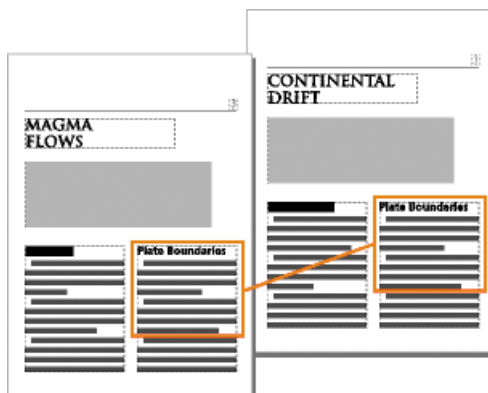 MAGMA
FLOWS
Plate Boundaries
CONTINENTAL
DRIFT
Plate Boundaries